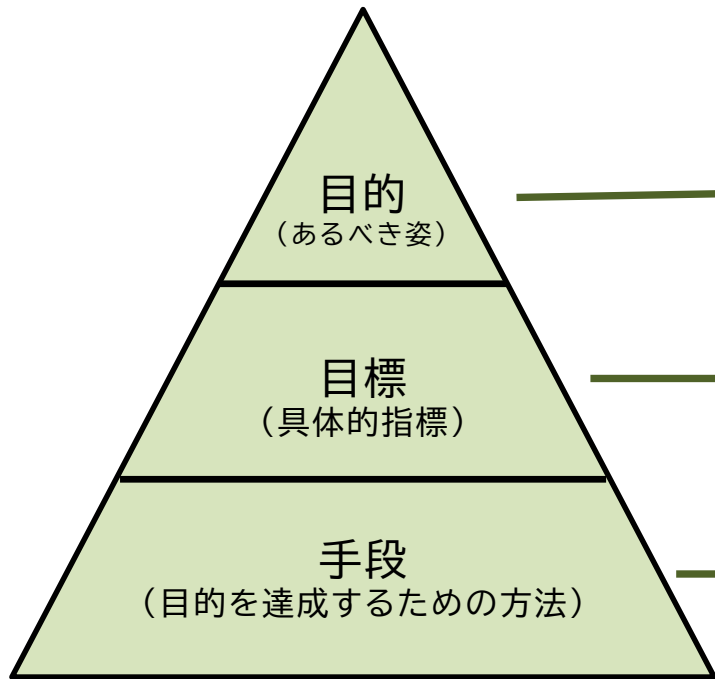 目的
（あるべき姿）
目標
（具体的指標）
手段
（目的を達成するための方法）